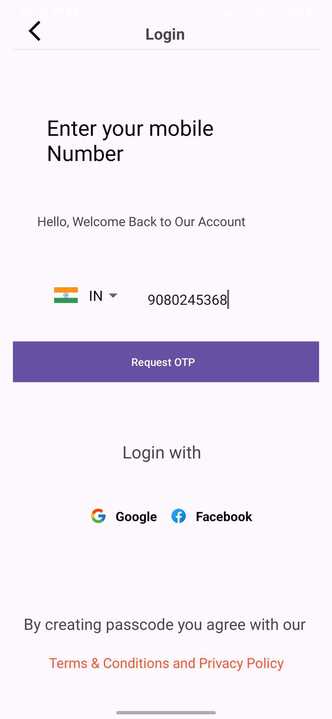 Login
Enter your mobile
Number
Hello, Welcome Back to Our Account
IN 9080245368
Request OTP
Login with
Google Facebook
By creating passcode you agree with our
Terms & Conditions and Privacy Policy